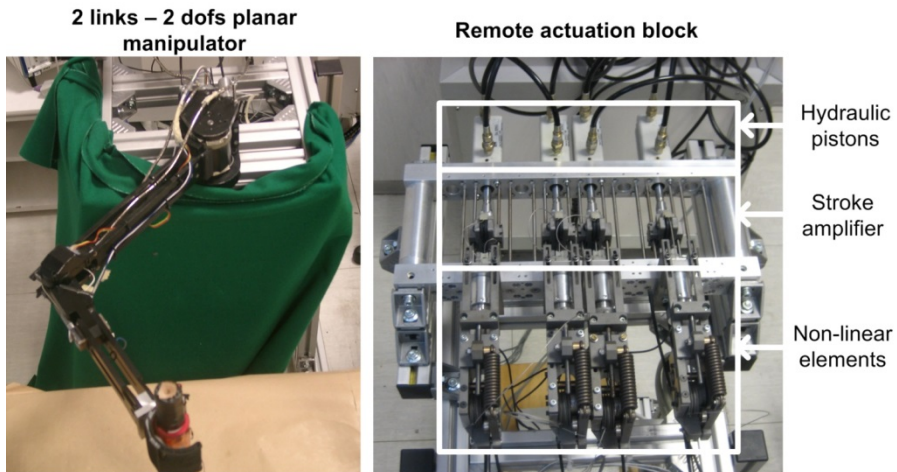 2 links – 2 dofs planar
manipulator
Remote actuation block
Hydraulic
pistons
Stroke
amplifier
Non-linear
elements